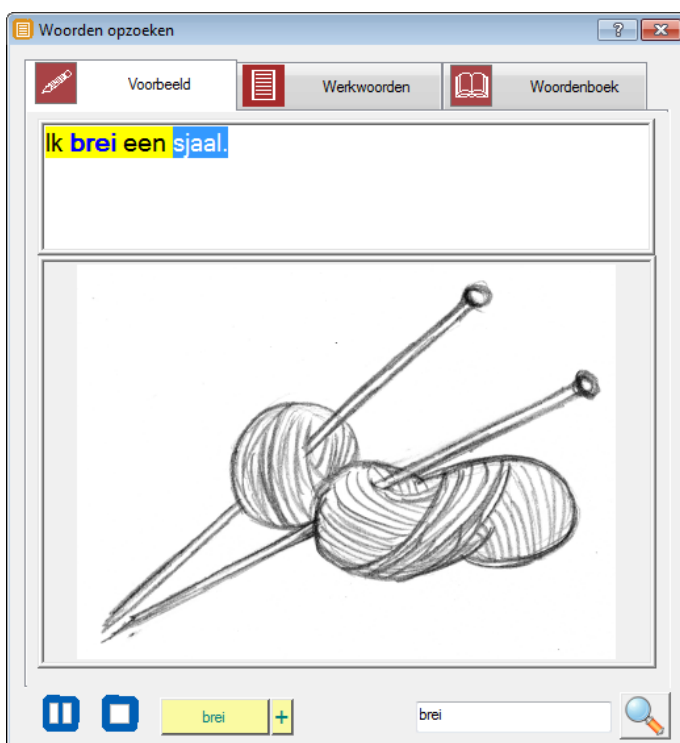 Woorden opzoeken
Voorbeeld
Werkwoorden
Woordenboek
Ik brei een sjaal.
brei
+
brei